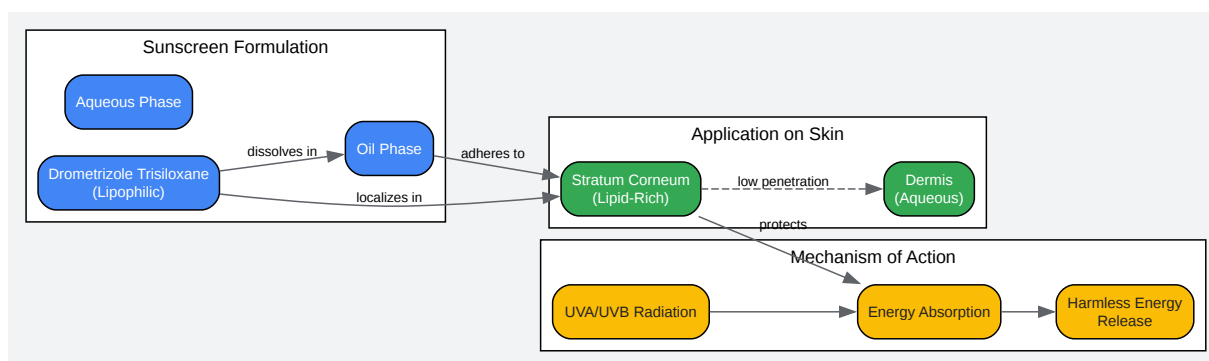 Sunscreen Formulation
Aqueous Phase
Drometrizole Trisiloxane
(Lipophilic)
dissolves in
Oil Phase
localizes in
adheres to
Application on Skin
Stratum Corneum
(Lipid-Rich)
low penetration
Dermis
(Aqueous)
protects
Mechanism of Action
UVA/UVB Radiation
Energy Absorption
Harmless Energy
Release